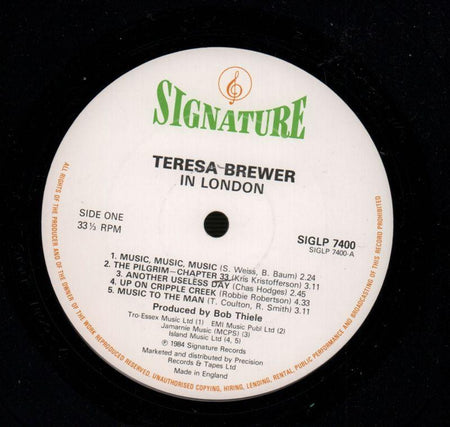 SIGNATURE
TERESA BREWER
IN LONDON
SIDE ONE
33⅓ RPM
SIGLP 7400
SIGLP 7400-A
1. MUSIC, MUSIC, MUSIC (S. Weiss, B. Baum) 2.24
2. THE PILGRIM—CHAPTER 33 (Kris Kristofferson) 3.11
3. ANOTHER USELESS DAY (Chas Hodges) 2.45
4. UP ON CRIPPLE CREEK (Robbie Robertson) 4.33
5. MUSIC TO THE MAN (T. Coulton, R. Smith) 3.11
Produced by Bob Thiele
Tro-Essex Music Ltd (1) EMI Music Publ Ltd (2)
Jamarnie Music (MCPS) (3)
Island Music Ltd (4, 5)
℗ 1984 Signature Records
Marketed and distributed by Precision
Records & Tapes Ltd
Made in England
ALL RIGHTS OF THE PRODUCER AND OF THE OWNER OF THE WORK REPRODUCED RESERVED. UNAUTHORISED COPYING, HIRING, LENDING, RENTAL, PUBLIC PERFORMANCE AND BROADCASTING OF THIS RECORD PROHIBITED